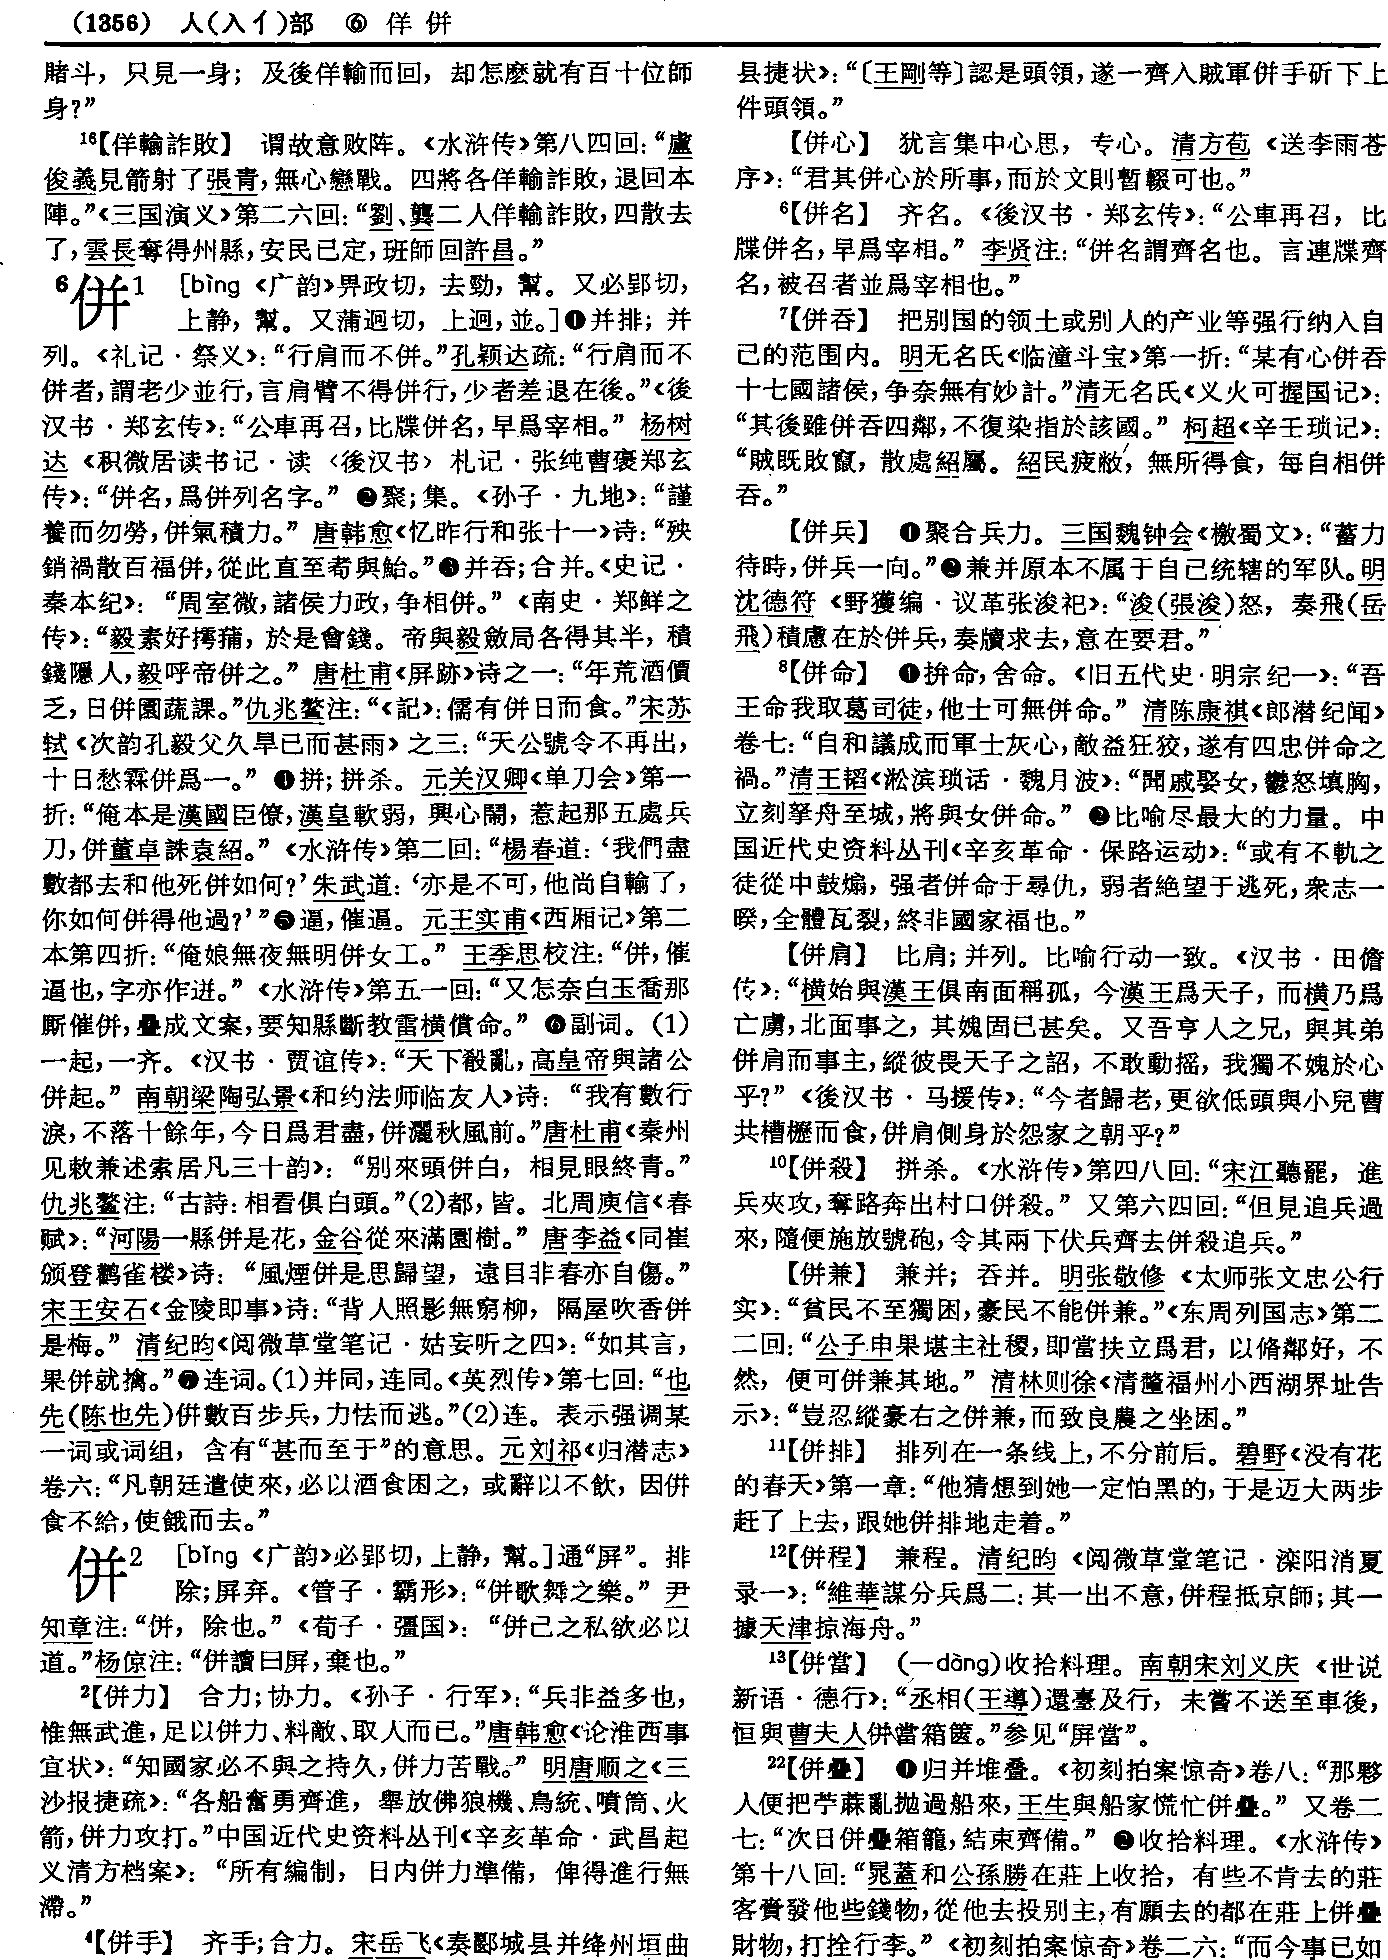 (1356) 人(入亻)部 ⑥ 佯 併
賭斗，只見一身；及後佯輸而回，却怎麽就有百十位師
身？”
16【佯輸詐敗】 谓故意败阵。《水浒传》第八四回：“盧
俊義見箭射了張青，無心戀戰。四將各佯輸詐敗，退回本
陣。”《三国演义》第二六回：“劉、龔二人佯輸詐敗，四散去
了，雲長奪得州縣，安民已定，班師回許昌。”
6併1 ［bìng《广韵》畀政切，去勁，幫。又必郢切，
上静，幫。又蒲迥切，上迥，並。］❶并排；并
列。《礼记·祭义》：“行肩而不併。”孔颖达疏：“行肩而不
併者，謂老少並行，言肩臂不得併行，少者差退在後。”《後
汉书·郑玄传》：“公車再召，比牒併名，早爲宰相。”杨树
达《积微居读书记·读〈後汉书〉札记·张纯曹褒郑玄
传》：“併名，爲併列名字。”❷聚；集。《孙子·九地》：“謹
養而勿勞，併氣積力。”唐韩愈《忆昨行和张十一》诗：“殃
銷禍散百福併，從此直至耇與鮐。”❸并吞；合并。《史记·
秦本纪》：“周室微，諸侯力政，争相併。”《南史·郑鲜之
传》：“毅素好摴蒱，於是會錢。帝與毅斂局各得其半，積
錢隱人，毅呼帝併之。”唐杜甫《屏跡》诗之一：“年荒酒價
乏，日併園蔬課。”仇兆鳌注：“《記》：儒有併日而食。”宋苏
轼《次韵孔毅父久旱已而甚雨》之三：“天公號令不再出，
十日愁霖併爲一。”❹拼；拼杀。元关汉卿《单刀会》第一
折：“俺本是漢國臣僚，漢皇軟弱，興心鬧，惹起那五處兵
刀，併董卓誅袁紹。”《水浒传》第二回：“楊春道：‘我們盡
數都去和他死併如何？’朱武道：‘亦是不可，他尚自輸了，
你如何併得他過？’”❺逼，催逼。元王实甫《西厢记》第二
本第四折：“俺娘無夜無明併女工。”王季思校注：“併，催
逼也，字亦作迸。”《水浒传》第五一回：“又怎奈白玉喬那
厮催併，疊成文案，要知縣斷教雷横償命。”❻副词。(1)
一起，一齐。《汉书·贾谊传》：“天下殽亂，高皇帝與諸公
併起。”南朝梁陶弘景《和约法师临友人》诗：“我有數行
淚，不落十餘年，今日爲君盡，併灑秋風前。”唐杜甫《秦州
见敕兼述索居凡三十韵》：“别來頭併白，相見眼終青。”
仇兆鳌注：“古詩：相看俱白頭。”(2)都，皆。北周庾信《春
赋》：“河陽一縣併是花，金谷從來滿園樹。”唐李益《同崔
颁登鹳雀楼》诗：“風煙併是思歸望，遠目非春亦自傷。”
宋王安石《金陵即事》诗：“背人照影無窮柳，隔屋吹香併
是梅。”清纪昀《阅微草堂笔记·姑妄听之四》：“如其言，
果併就擒。”❼连词。(1)并同，连同。《英烈传》第七回：“也
先(陈也先)併數百步兵，力怯而逃。”(2)连。表示强调某
一词或词组，含有“甚而至于”的意思。元刘祁《归潜志》
卷六：“凡朝廷遣使來，必以酒食困之，或辭以不飲，因併
食不給，使餓而去。”
併2 ［bǐng《广韵》必郢切，上静，幫。］通“屏”。排
除；屏弃。《管子·霸形》：“併歌舞之樂。”尹
知章注：“併，除也。”《荀子·彊国》：“併己之私欲必以
道。”杨倞注：“併讀曰屏，棄也。”
2【併力】 合力；协力。《孙子·行军》：“兵非益多也，
惟無武進，足以併力、料敵、取人而已。”唐韩愈《论淮西事
宜状》：“知國家必不與之持久，併力苦戰。”明唐顺之《三
沙报捷疏》：“各船奮勇齊進，舉放佛狼機、鳥統、噴筒、火
箭，併力攻打。”中国近代史资料丛刊《辛亥革命·武昌起
义清方档案》：“所有編制，日内併力準備，俾得進行無
滯。”
4【併手】 齐手；合力。宋岳飞《奏郾城县并绛州垣曲
县捷状》：“〔王剛等〕認是頭領，遂一齊入賊軍併手斫下上
件頭領。”
【併心】 犹言集中心思，专心。清方苞《送李雨苍
序》：“君其併心於所事，而於文則暫輟可也。”
6【併名】 齐名。《後汉书·郑玄传》：“公車再召，比
牒併名，早爲宰相。”李贤注：“併名謂齊名也。言連牒齊
名，被召者並爲宰相也。”
7【併吞】 把别国的领土或别人的产业等强行纳入自
己的范围内。明无名氏《临潼斗宝》第一折：“某有心併吞
十七國諸侯，争奈無有妙計。”清无名氏《义火可握国记》：
“其後雖併吞四鄰，不復染指於該國。”柯超《辛壬琐记》：
“賊既敗竄，散處紹屬。紹民疲敝，無所得食，每自相併
吞。”
【併兵】 ❶聚合兵力。三国魏钟会《檄蜀文》：“蓄力
待時，併兵一向。”❷兼并原本不属于自己统辖的军队。明
沈德符《野獲编·议革张浚祀》：“浚(張浚)怒，奏飛(岳
飛)積慮在於併兵，奏牘求去，意在要君。”
8【併命】 ❶拚命，舍命。《旧五代史·明宗纪一》：“吾
王命我取葛司徒，他士可無併命。”清陈康祺《郎潜纪闻》
卷七：“自和議成而軍士灰心，敵益狂狡，遂有四忠併命之
禍。”清王韬《淞滨琐话·魏月波》：“聞戚娶女，鬱怒填胸，
立刻拏舟至城，將與女併命。”❷比喻尽最大的力量。中
国近代史资料丛刊《辛亥革命·保路运动》：“或有不軌之
徒從中鼓煽，强者併命于尋仇，弱者絶望于逃死，衆志一
睽，全體瓦裂，終非國家福也。”
【併肩】 比肩；并列。比喻行动一致。《汉书·田儋
传》：“横始與漢王俱南面稱孤，今漢王爲天子，而横乃爲
亡虜，北面事之，其媿固已甚矣。又吾亨人之兄，與其弟
併肩而事主，縱彼畏天子之詔，不敢動摇，我獨不媿於心
乎？”《後汉书·马援传》：“今者歸老，更欲低頭與小兒曹
共槽櫪而食，併肩側身於怨家之朝乎？”
10【併殺】 拼杀。《水浒传》第四八回：“宋江聽罷，進
兵夾攻，奪路奔出村口併殺。”又第六四回：“但見追兵過
來，隨便施放號砲，令其兩下伏兵齊去併殺追兵。”
【併兼】 兼并；吞并。明张敬修《太师张文忠公行
实》：“貧民不至獨困，豪民不能併兼。”《东周列国志》第二
二回：“公子申果堪主社稷，即當扶立爲君，以脩鄰好，不
然，便可併兼其地。”清林则徐《清釐福州小西湖界址告
示》：“豈忍縱豪右之併兼，而致良農之坐困。”
11【併排】 排列在一条线上，不分前后。碧野《没有花
的春天》第一章：“他猜想到她一定怕黑的，于是迈大两步
赶了上去，跟她併排地走着。”
12【併程】 兼程。清纪昀《阅微草堂笔记·滦阳消夏
录一》：“維華謀分兵爲二：其一出不意，併程抵京師；其一
據天津掠海舟。”
13【併當】 (—dàng)收拾料理。南朝宋刘义庆《世说
新语·德行》：“丞相(王導)還臺及行，未嘗不送至車後，
恒與曹夫人併當箱篋。”参见“屏當”。
22【併疊】 ❶归并堆叠。《初刻拍案惊奇》卷八：“那夥
人便把苧蔴亂抛過船來，王生與船家慌忙併疊。”又卷二
七：“次日併疊箱籠，結束齊備。”❷收拾料理。《水浒传》
第十八回：“晁蓋和公孫勝在莊上收拾，有些不肯去的莊
客賫發他些錢物，從他去投别主，有願去的都在莊上併疊
財物，打拴行李。”《初刻拍案惊奇》卷二六：“而今事已如